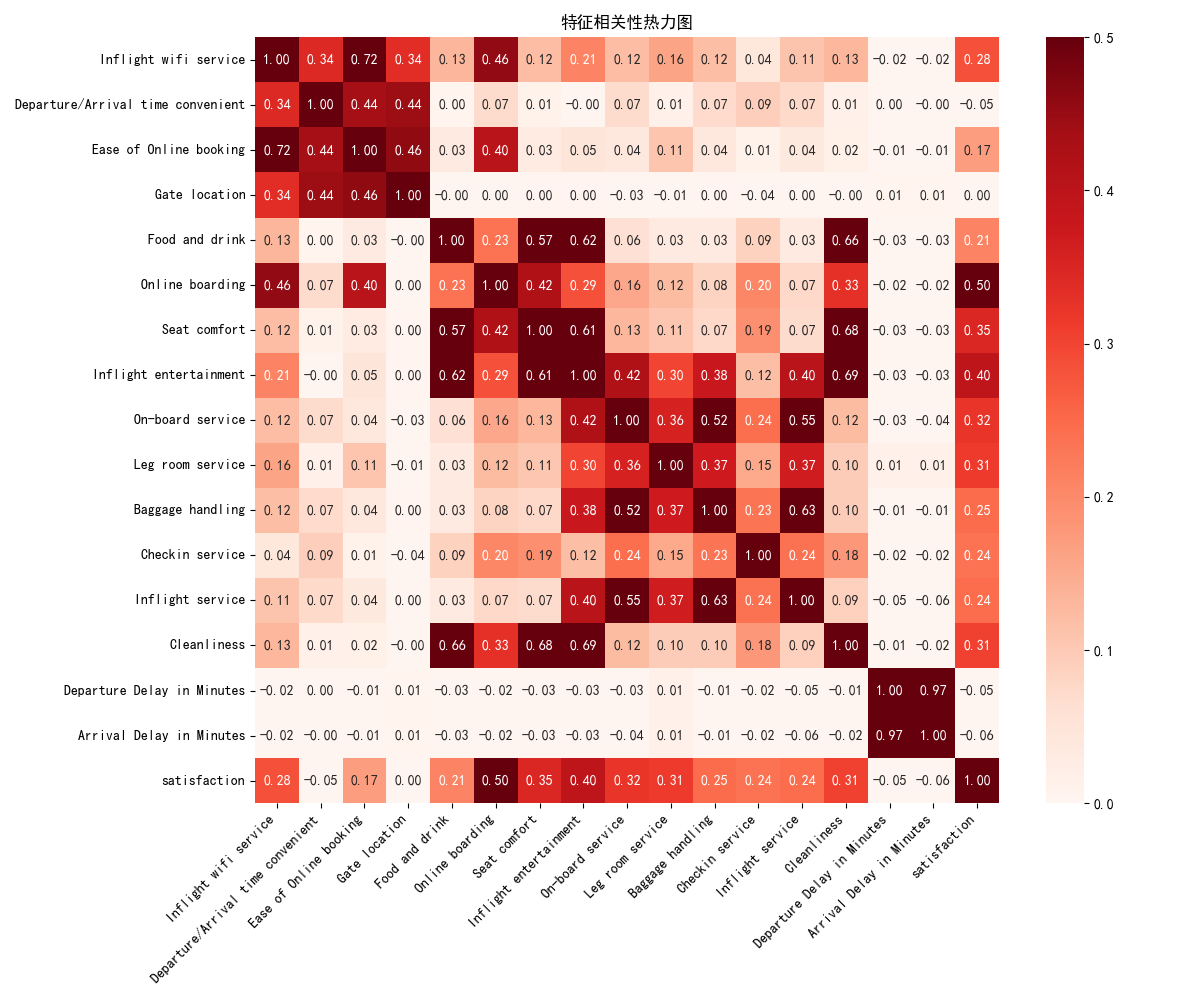 特征相关性热力图
Inflight wifi service 1.00 0.34 0.72 0.34 0.13 0.46 0.12 0.21 0.12 0.16 0.12 0.04 0.11 0.13 −0.02 −0.02 0.28
Departure/Arrival time convenient 0.34 1.00 0.44 0.44 0.00 0.07 0.01 −0.00 0.07 0.01 0.07 0.09 0.07 0.01 0.00 −0.00 −0.05
Ease of Online booking 0.72 0.44 1.00 0.46 0.03 0.40 0.03 0.05 0.04 0.11 0.04 0.01 0.04 0.02 −0.01 −0.01 0.17
Gate location 0.34 0.44 0.46 1.00 −0.00 0.00 0.00 0.00 −0.03 −0.01 0.00 −0.04 0.00 −0.00 0.01 0.01 0.00
Food and drink 0.13 0.00 0.03 −0.00 1.00 0.23 0.57 0.62 0.06 0.03 0.03 0.09 0.03 0.66 −0.03 −0.03 0.21
Online boarding 0.46 0.07 0.40 0.00 0.23 1.00 0.42 0.29 0.16 0.12 0.08 0.20 0.07 0.33 −0.02 −0.02 0.50
Seat comfort 0.12 0.01 0.03 0.00 0.57 0.42 1.00 0.61 0.13 0.11 0.07 0.19 0.07 0.68 −0.03 −0.03 0.35
Inflight entertainment 0.21 −0.00 0.05 0.00 0.62 0.29 0.61 1.00 0.42 0.30 0.38 0.12 0.40 0.69 −0.03 −0.03 0.40
On-board service 0.12 0.07 0.04 −0.03 0.06 0.16 0.13 0.42 1.00 0.36 0.52 0.24 0.55 0.12 −0.03 −0.04 0.32
Leg room service 0.16 0.01 0.11 −0.01 0.03 0.12 0.11 0.30 0.36 1.00 0.37 0.15 0.37 0.10 0.01 0.01 0.31
Baggage handling 0.12 0.07 0.04 0.00 0.03 0.08 0.07 0.38 0.52 0.37 1.00 0.23 0.63 0.10 −0.01 −0.01 0.25
Checkin service 0.04 0.09 0.01 −0.04 0.09 0.20 0.19 0.12 0.24 0.15 0.23 1.00 0.24 0.18 −0.02 −0.02 0.24
Inflight service 0.11 0.07 0.04 0.00 0.03 0.07 0.07 0.40 0.55 0.37 0.63 0.24 1.00 0.09 −0.05 −0.06 0.24
Cleanliness 0.13 0.01 0.02 −0.00 0.66 0.33 0.68 0.69 0.12 0.10 0.10 0.18 0.09 1.00 −0.01 −0.02 0.31
Departure Delay in Minutes −0.02 0.00 −0.01 0.01 −0.03 −0.02 −0.03 −0.03 −0.03 0.01 −0.01 −0.02 −0.05 −0.01 1.00 0.97 −0.05
Arrival Delay in Minutes −0.02 −0.00 −0.01 0.01 −0.03 −0.02 −0.03 −0.03 −0.04 0.01 −0.01 −0.02 −0.06 −0.02 0.97 1.00 −0.06
satisfaction 0.28 −0.05 0.17 0.00 0.21 0.50 0.35 0.40 0.32 0.31 0.25 0.24 0.24 0.31 −0.05 −0.06 1.00
Inflight wifi service
Departure/Arrival time convenient
Ease of Online booking
Gate location
Food and drink
Online boarding
Seat comfort
Inflight entertainment
On-board service
Leg room service
Baggage handling
Checkin service
Inflight service
Cleanliness
Departure Delay in Minutes
Arrival Delay in Minutes
satisfaction
0.5
0.4
0.3
0.2
0.1
0.0